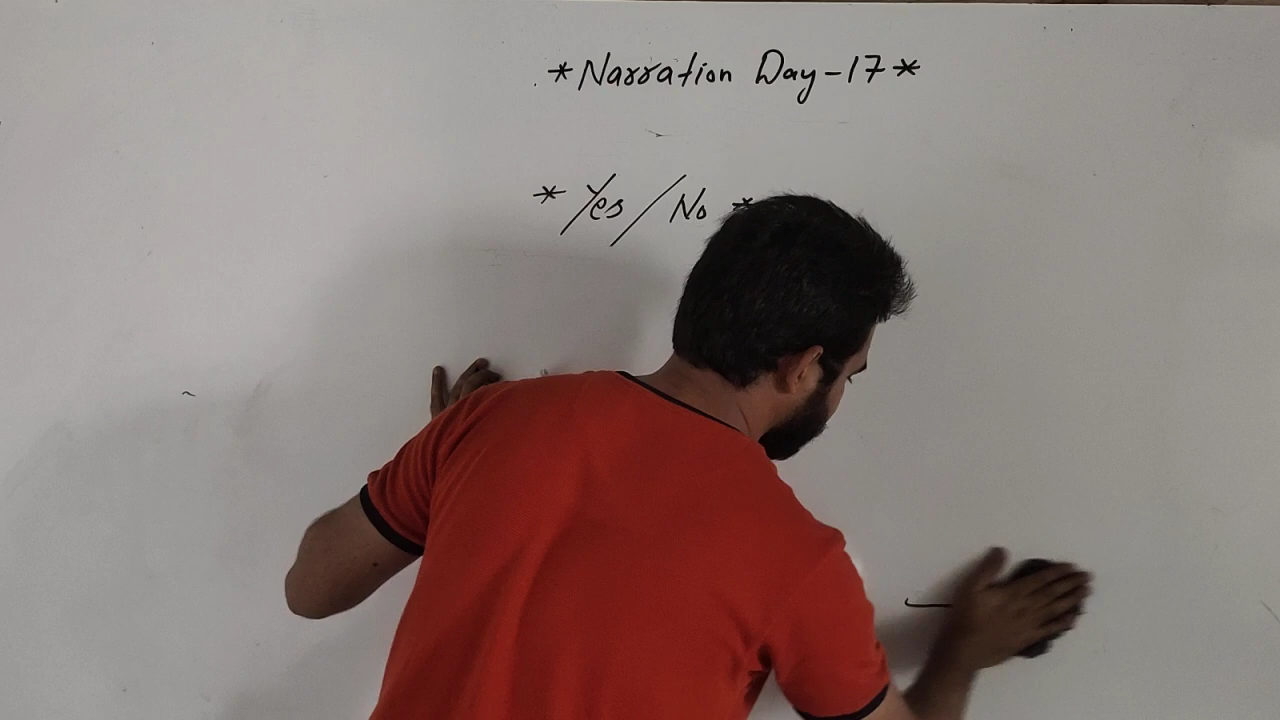 *Narration Day-17*
* Yes / No *